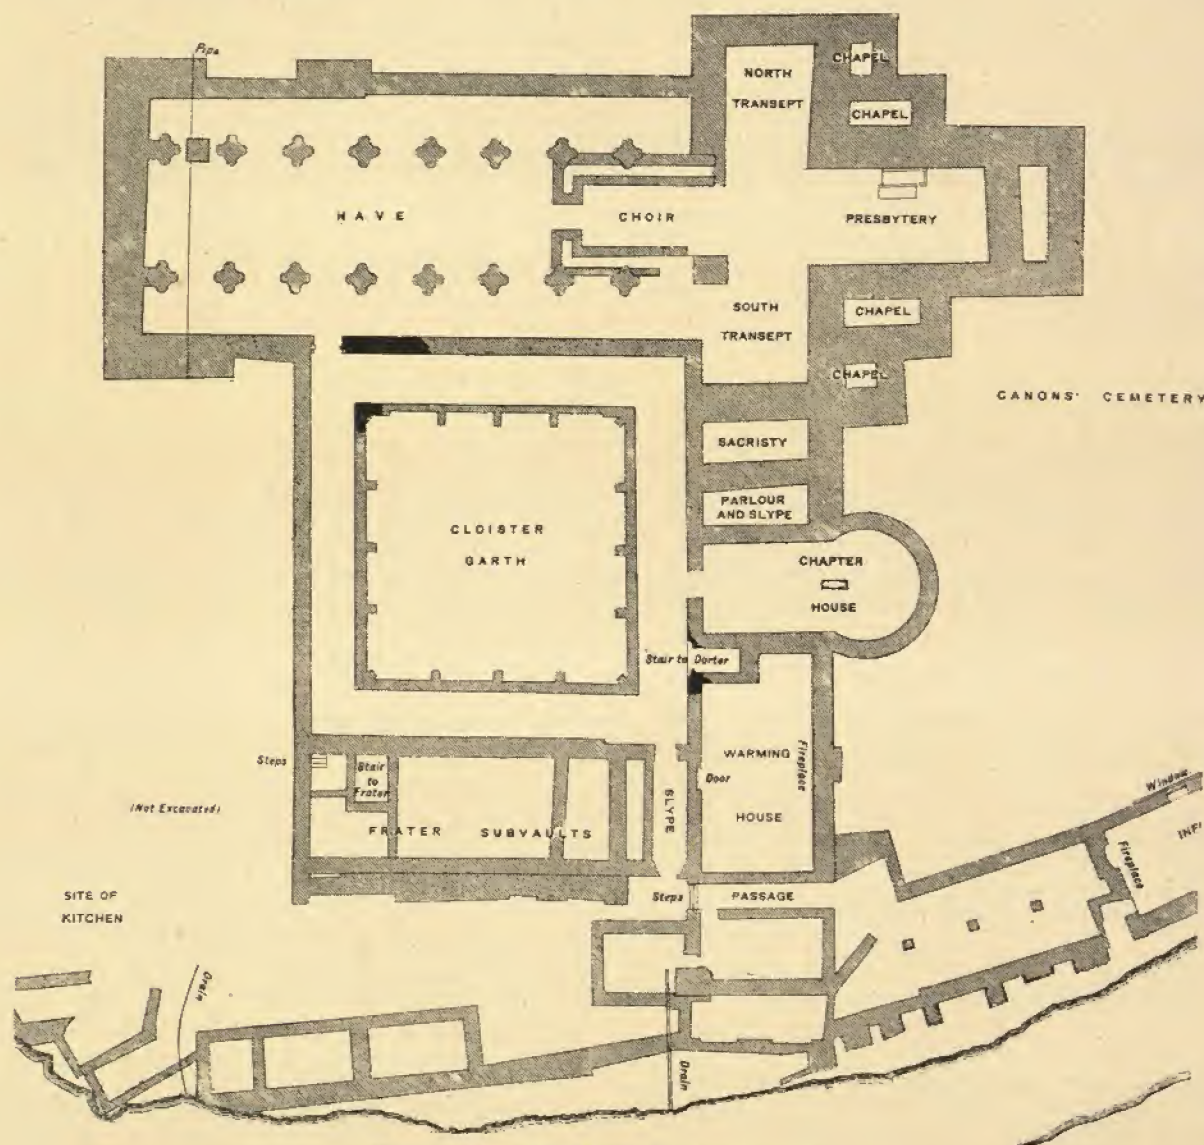 Pipe
CHAPEL
NORTH
TRANSEPT
CHAPEL
NAVE
CHOIR
PRESBYTERY
SOUTH
TRANSEPT
CHAPEL
CHAPEL
CANONS' CEMETERY
SACRISTY
PARLOUR
AND SLYPE
CLOISTER
GARTH
CHAPTER
HOUSE
Stair to Dorter
Steps
Stair
to
Frater
WARMING
HOUSE
Door
Fireplace
SLYPE
(Not Excavated)
FRATER SUBVAULTS
Window
INF
Fireplace
SITE OF
KITCHEN
Steps
PASSAGE
Drain
Drain